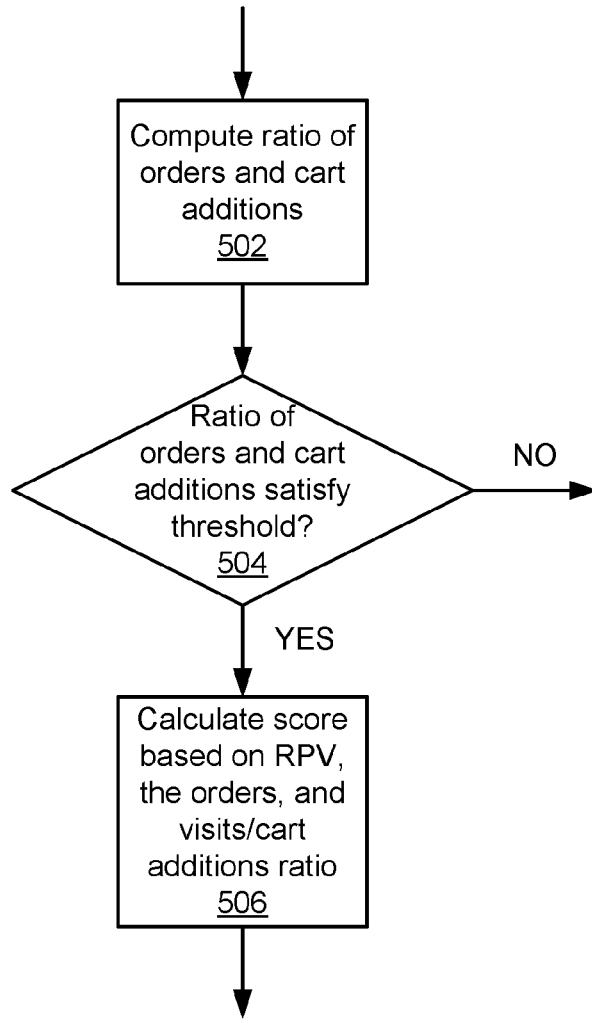 Compute ratio of
orders and cart
additions
502
Ratio of
orders and cart
additions satisfy
threshold?
504
NO
YES
Calculate score
based on RPV,
the orders, and
visits/cart
additions ratio
506